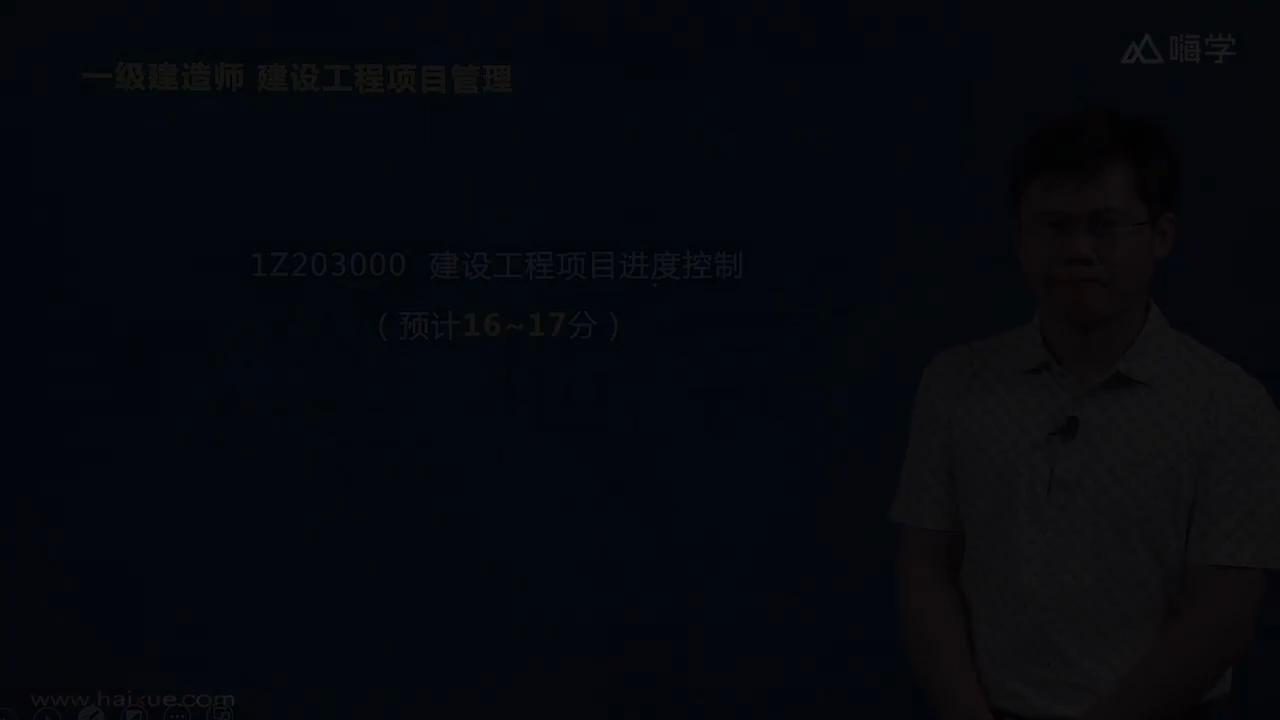 嗨学
一级建造师 建设工程项目管理
1Z203000 建设工程项目进度控制
（预计16~17分）
www.haixue.com